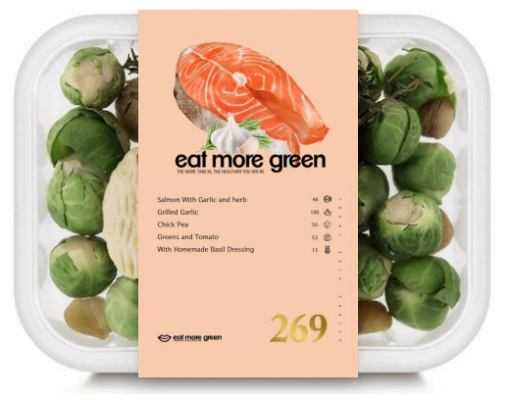 eat more green
THE MORE TAKE IN, THE HEALTHIER YOU WILL BE
Salmon With Garlic and herb 48
Grilled Garlic 100
Chick Pea 50
Greens and Tomato 53
With Homemade Basil Dressing 13
269
eat more green